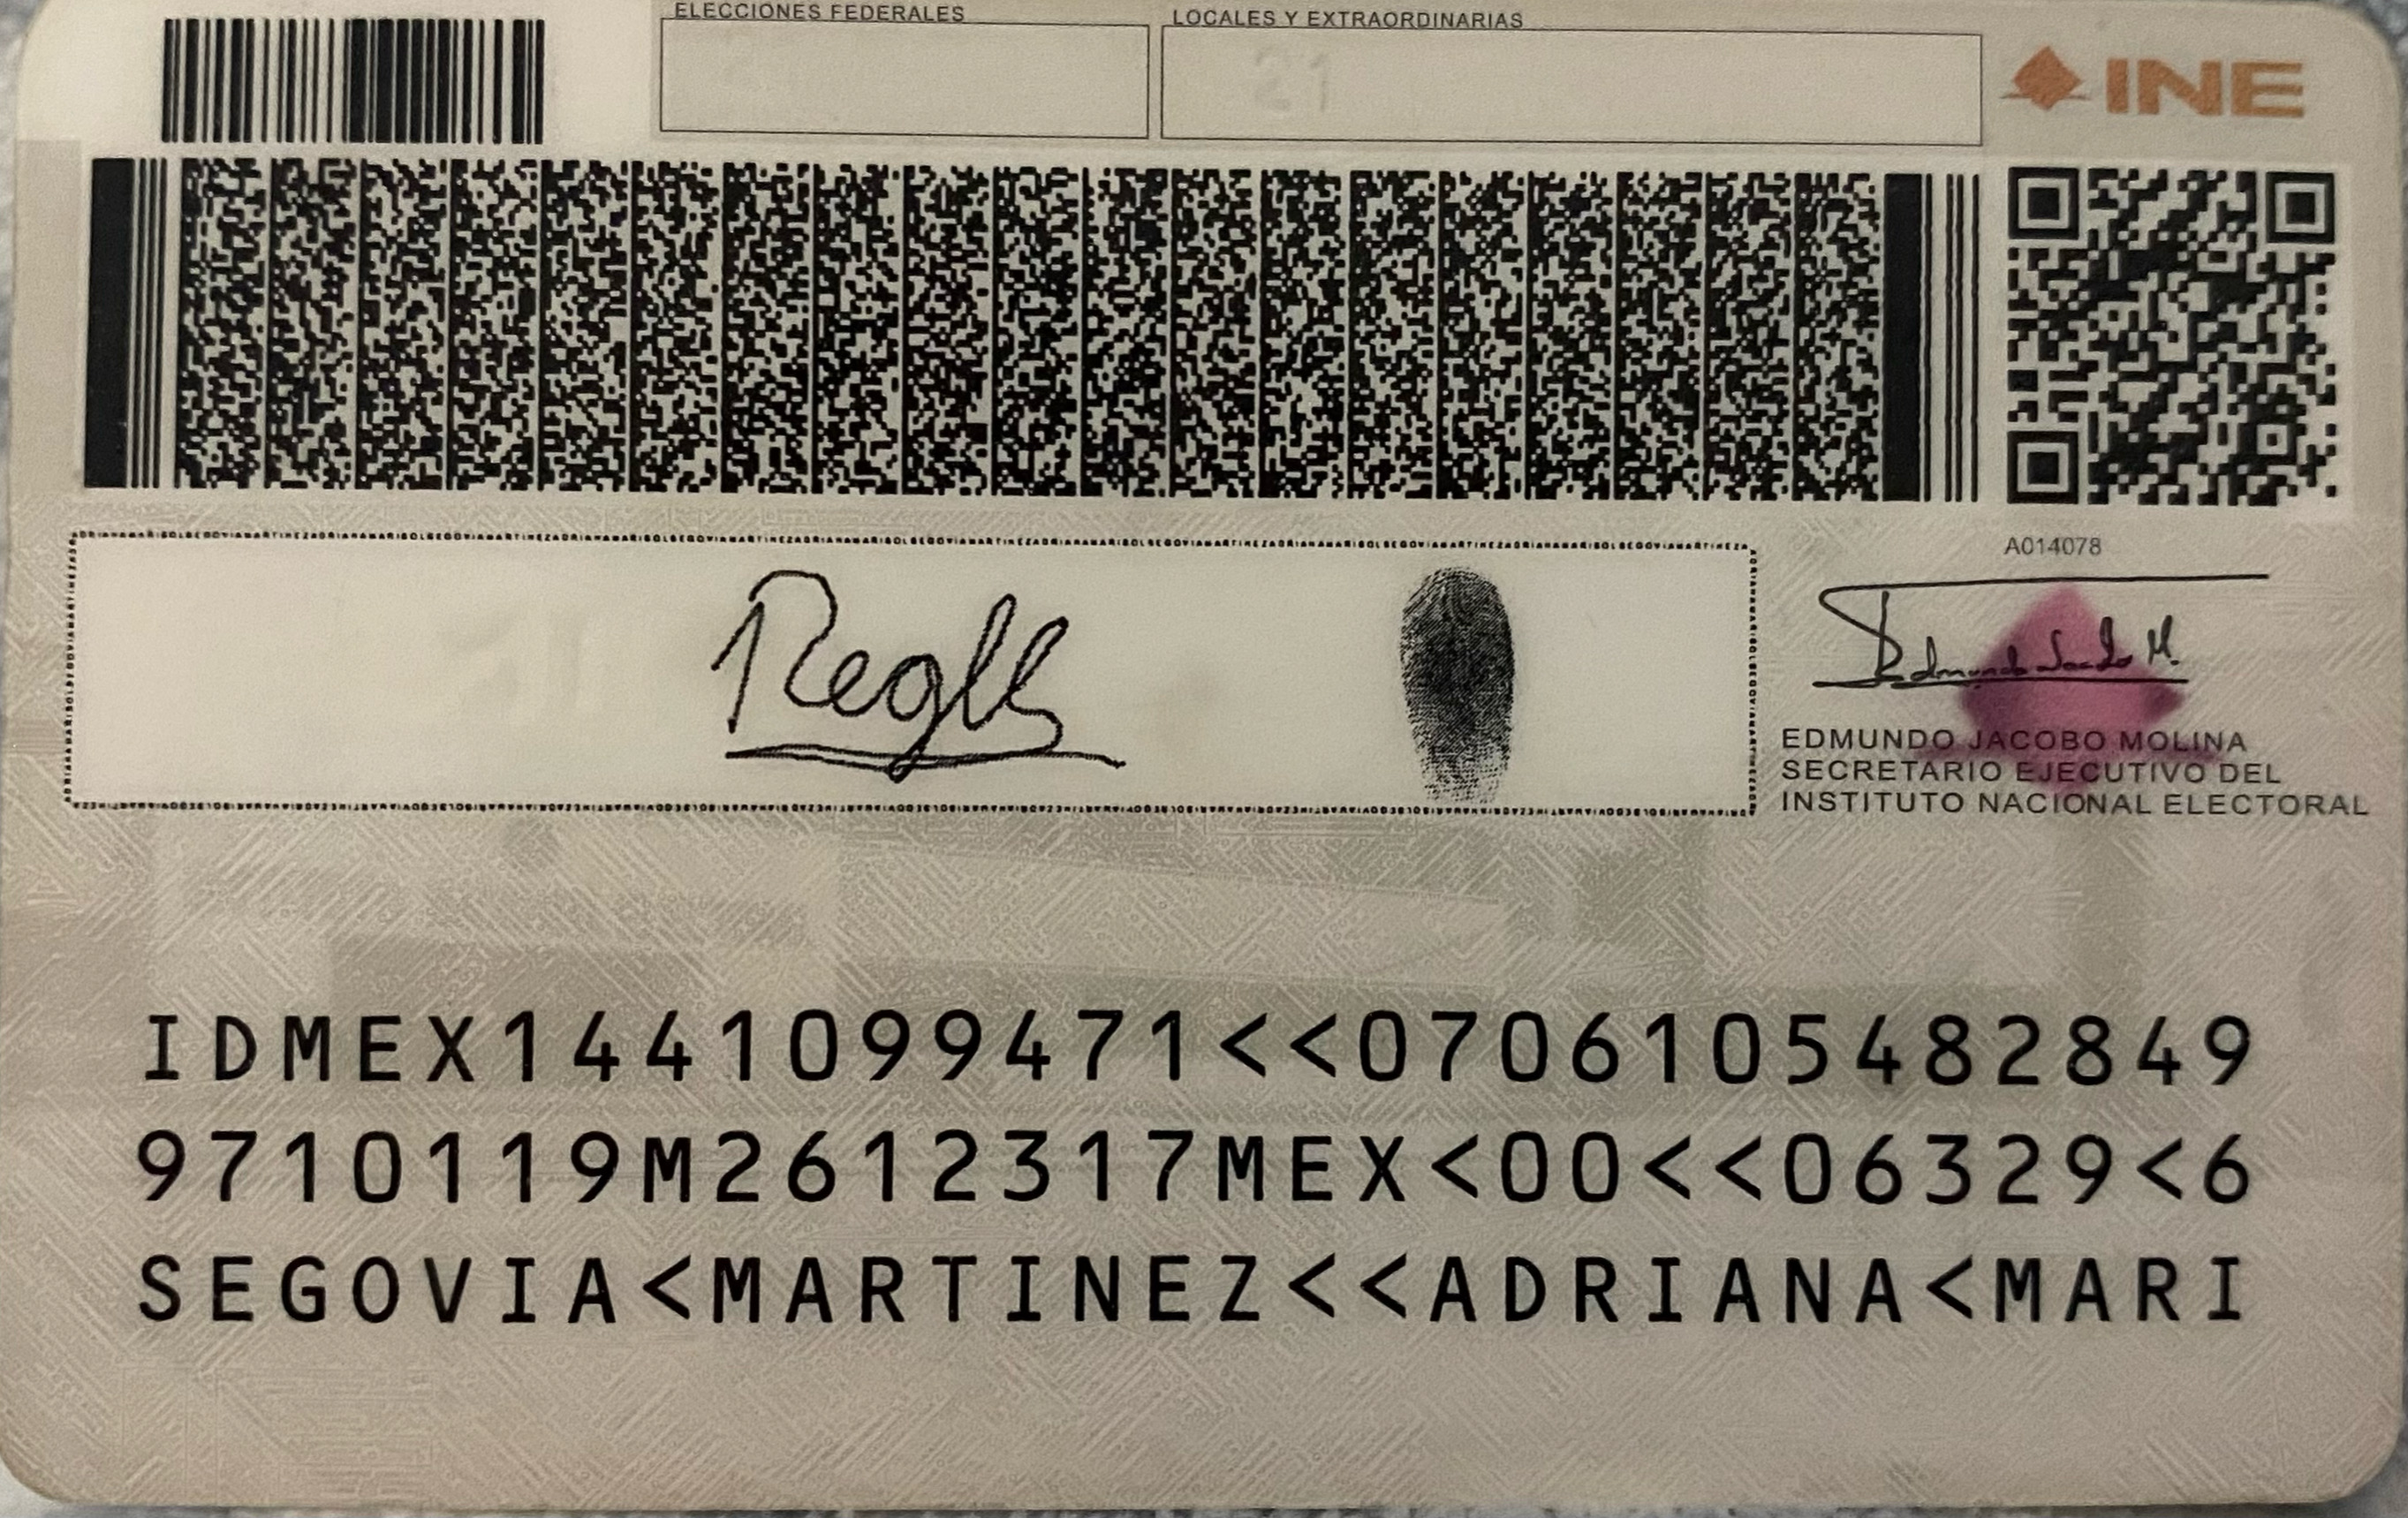 ELECCIONES FEDERALES
LOCALES Y EXTRAORDINARIAS
INE
A014078
EDMUNDO JACOBO MOLINA
SECRETARIO EJECUTIVO DEL
INSTITUTO NACIONAL ELECTORAL
IDMEX1441099471<<0706105482849
9710119M2612317MEX<00<<06329<6
SEGOVIA<MARTINEZ<<ADRIANA<MARI